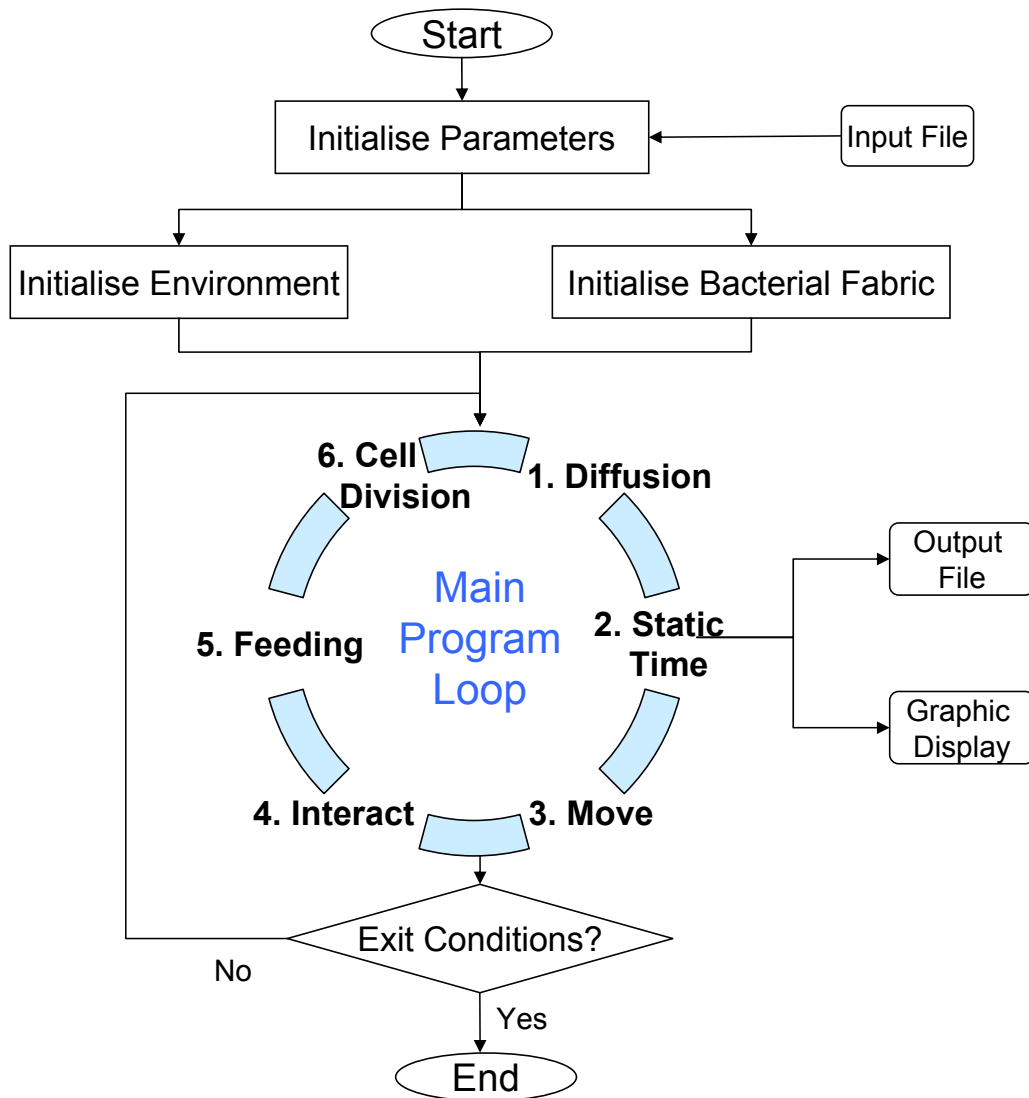 Start
Initialise Parameters
Input File
Initialise Environment
Initialise Bacterial Fabric
6. Cell
Division
1. Diffusion
Main
Program
Loop
2. Static
Time
Output
File
Graphic
Display
5. Feeding
4. Interact
3. Move
Exit Conditions?
No
Yes
End